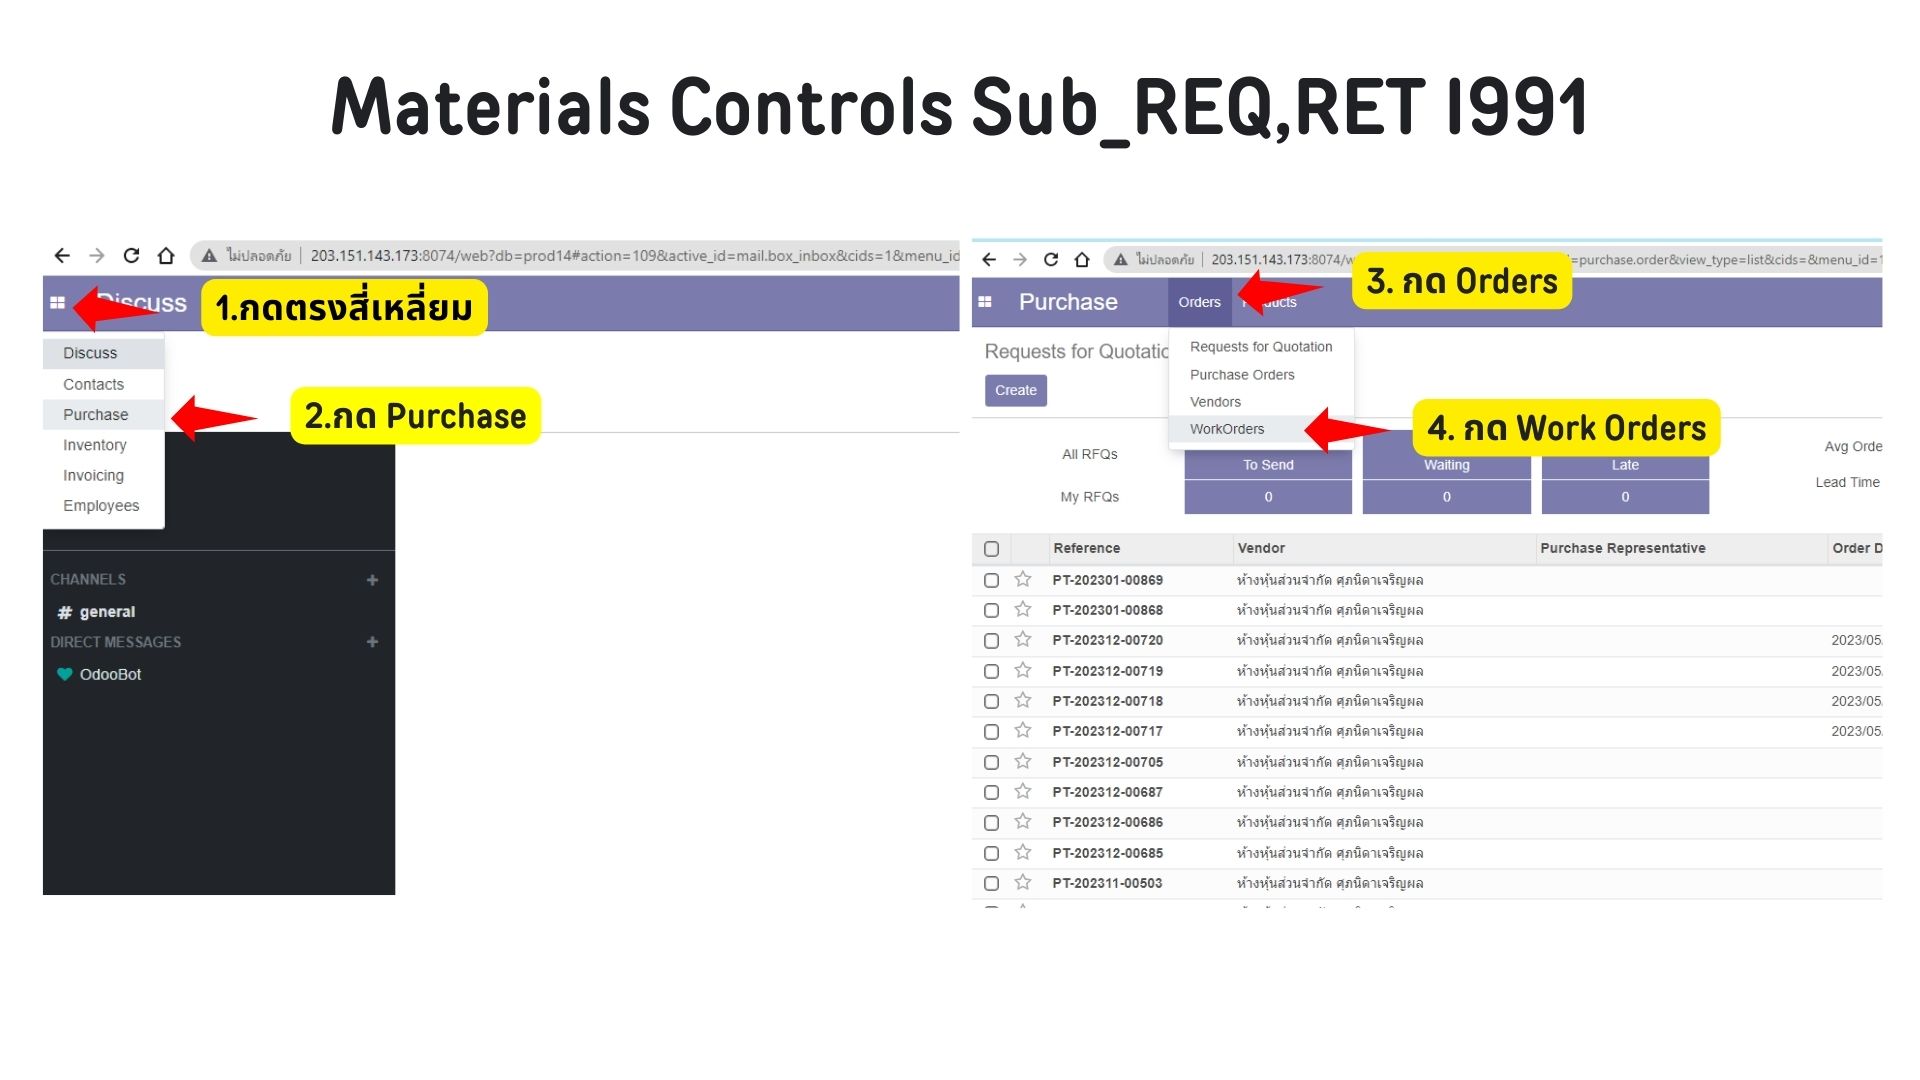 Materials Controls Sub_REQ,RET I991
ไม่ปลอดภัย | 203.151.143.173:8074/web?db=prod14#action=109&active_id=mail.box_inbox&cids=1&menu_id
Discuss
1.กดตรงสี่เหลี่ยม
Discuss
Contacts
Purchase
2.กด Purchase
Inventory
Invoicing
Employees
CHANNELS +
# general
DIRECT MESSAGES +
OdooBot
ไม่ปลอดภัย | 203.151.143.173:8074/w =purchase.order&view_type=list&cids=&menu_id=1
3. กด Orders
Purchase Orders
Requests for Quotatio
Create
Requests for Quotation
Purchase Orders
Vendors
WorkOrders
4. กด Work Orders
All RFQs To Send Waiting Late Avg Orde
My RFQs 0 0 0 Lead Time
Reference Vendor Purchase Representative Order D
PT-202301-00869 ห้างหุ้นส่วนจำกัด ศุภนิดาเจริญผล
PT-202301-00868 ห้างหุ้นส่วนจำกัด ศุภนิดาเจริญผล
PT-202312-00720 ห้างหุ้นส่วนจำกัด ศุภนิดาเจริญผล 2023/05
PT-202312-00719 ห้างหุ้นส่วนจำกัด ศุภนิดาเจริญผล 2023/05
PT-202312-00718 ห้างหุ้นส่วนจำกัด ศุภนิดาเจริญผล 2023/05
PT-202312-00717 ห้างหุ้นส่วนจำกัด ศุภนิดาเจริญผล 2023/05
PT-202312-00705 ห้างหุ้นส่วนจำกัด ศุภนิดาเจริญผล
PT-202312-00687 ห้างหุ้นส่วนจำกัด ศุภนิดาเจริญผล
PT-202312-00686 ห้างหุ้นส่วนจำกัด ศุภนิดาเจริญผล
PT-202312-00685 ห้างหุ้นส่วนจำกัด ศุภนิดาเจริญผล
PT-202311-00503 ห้างหุ้นส่วนจำกัด ศุภนิดาเจริญผล